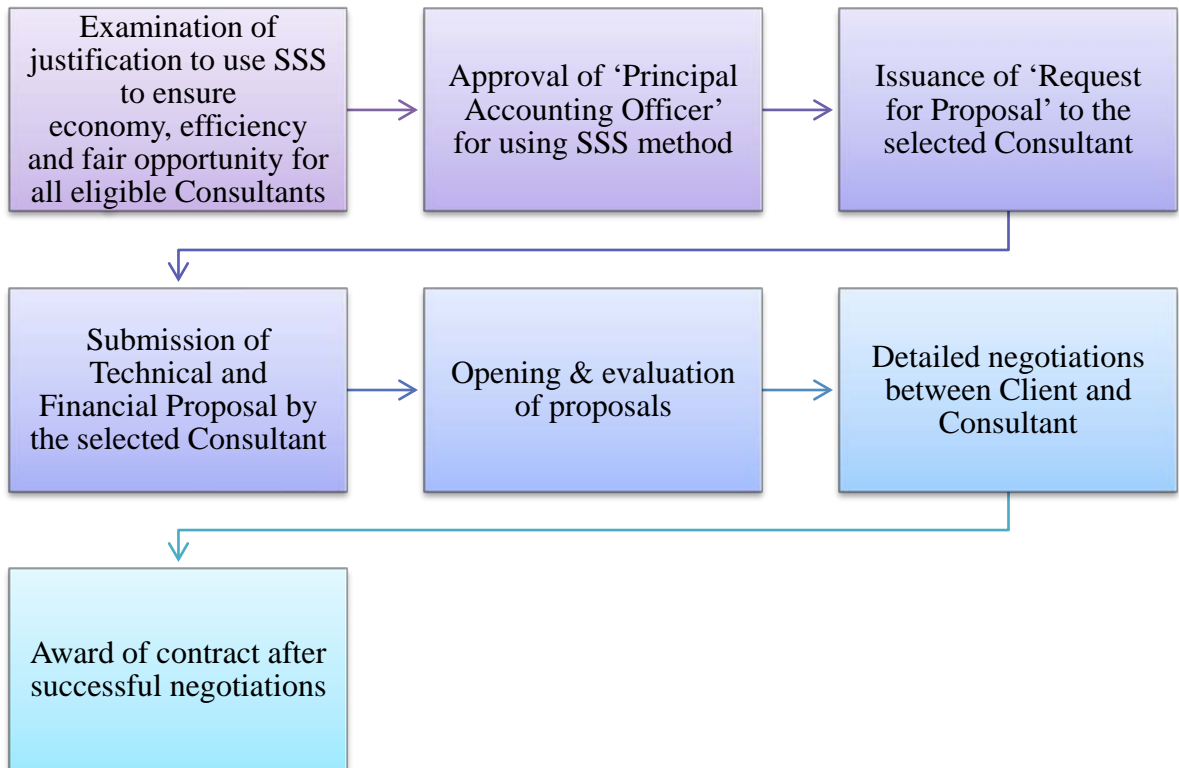 Examination of
justification to use SSS
to ensure
economy, efficiency
and fair opportunity for
all eligible Consultants
Approval of ‘Principal
Accounting Officer’
for using SSS method
Issuance of ‘Request
for Proposal’ to the
selected Consultant
Submission of
Technical and
Financial Proposal by
the selected Consultant
Opening & evaluation
of proposals
Detailed negotiations
between Client and
Consultant
Award of contract after
successful negotiations